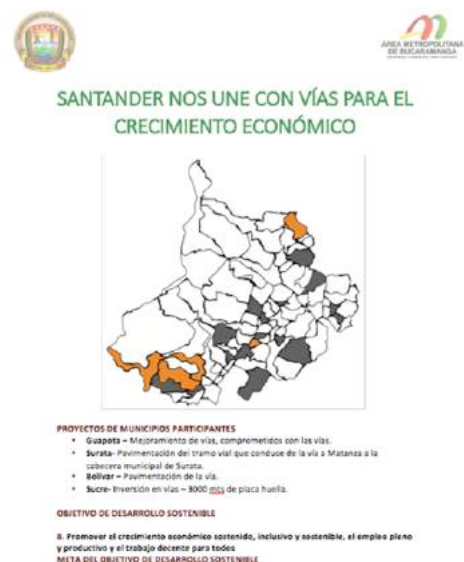 ÁREA METROPOLITANA
DE BUCARAMANGA
SANTANDER NOS UNE CON VÍAS PARA EL
CRECIMIENTO ECONÓMICO
PROYECTOS DE MUNICIPIOS PARTICIPANTES
• Guapota – Mejoramiento de vías, comprometidos con las vías.
• Surata- Pavimentación del tramo vial que conduce de la vía a Matanza a la
cabecera municipal de Surata.
• Bolívar – Pavimentación de la vía.
• Sucre- Inversión en vías – 3000 mts de placa huella.
OBJETIVO DE DESARROLLO SOSTENIBLE
8. Promover el crecimiento económico sostenido, inclusivo y sostenible, el empleo pleno
y productivo y el trabajo decente para todos
META DEL OBJETIVO DE DESARROLLO SOSTENIBLE